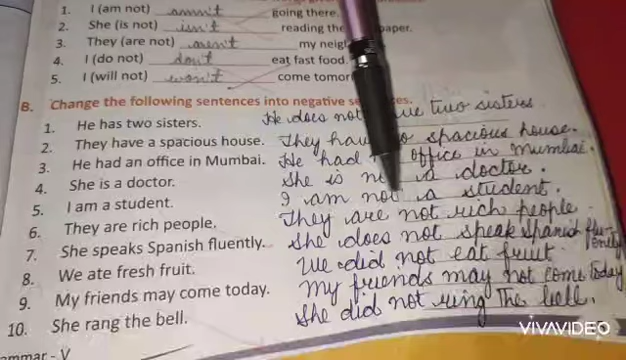 1. I (am not) amn't going there.
2. She (is not) isn't reading the paper.
3. They (are not) aren't my neig
4. I (do not) don't eat fast food.
5. I (will not) won't come tomor
B. Change the following sentences into negative se ces.
1. He has two sisters. He does not ve two sisters
2. They have a spacious house. They have no spacious house.
3. He had an office in Mumbai. He had office in Mumbai.
4. She is a doctor. She is not a doctor.
5. I am a student. I am not a student.
6. They are rich people. They are not rich people.
7. She speaks Spanish fluently. She does not speak Spanish
8. We ate fresh fruit. We did not eat fruit
9. My friends may come today. My friends may not come today
10. She rang the bell. She did not ring The bell.
ammar - V
VIVAVIDEO